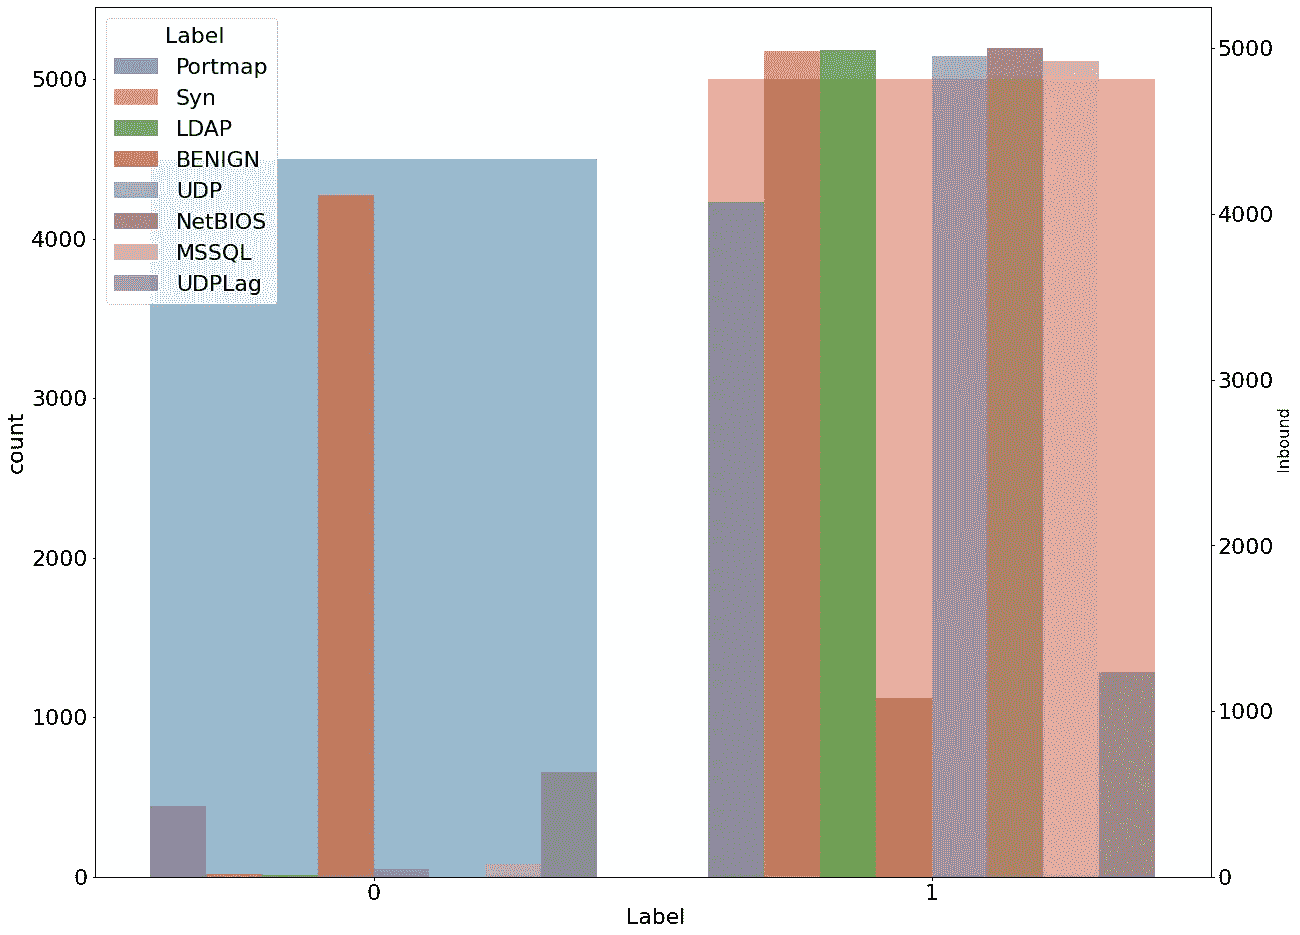 Label
Portmap
Syn
LDAP
BENIGN
UDP
NetBIOS
MSSQL
UDPLag
5000
4000
3000
2000
1000
0
count
5000
4000
3000
2000
1000
0
Inbound
0
1
Label